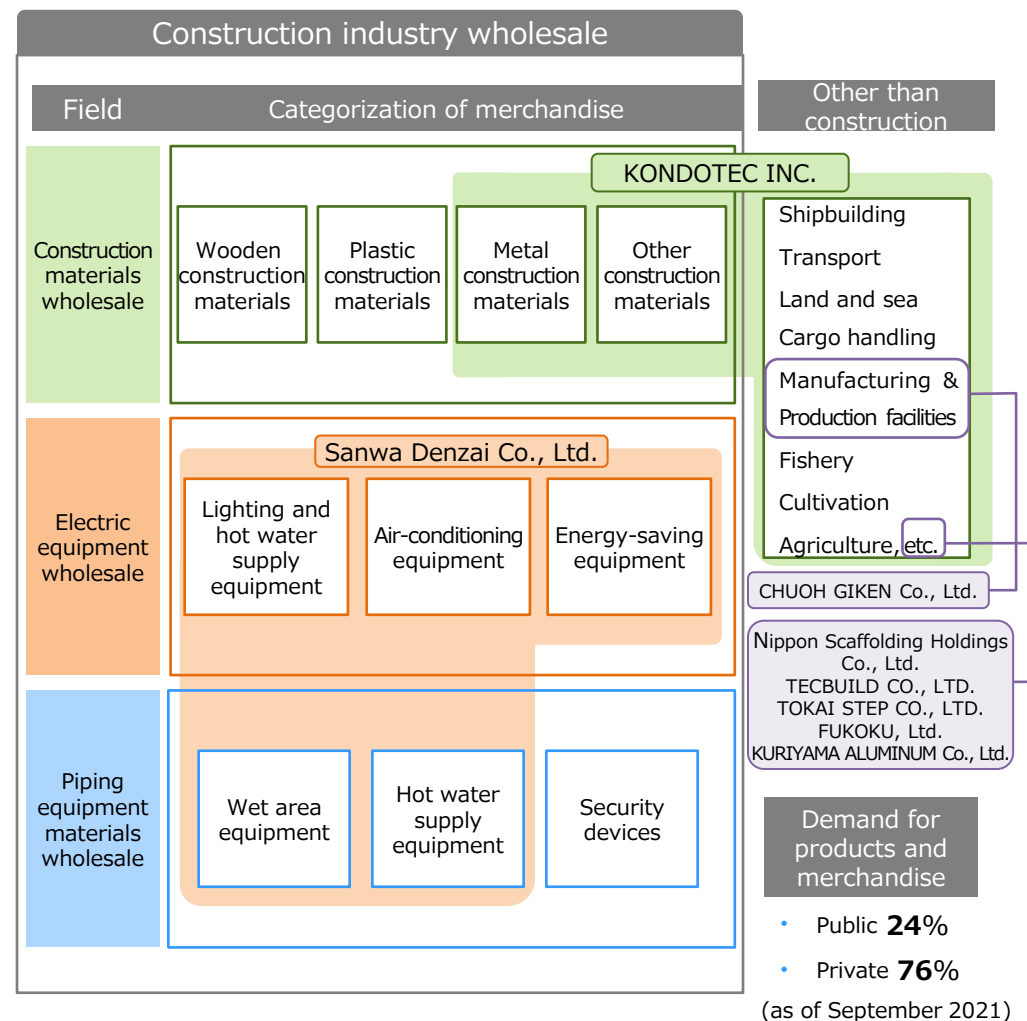 Construction industry wholesale
Field
Categorization of merchandise
Other than
construction
KONDOTEC INC.
Construction
materials
wholesale
Wooden
construction
materials
Plastic
construction
materials
Metal
construction
materials
Other
construction
materials
Shipbuilding
Transport
Land and sea
Cargo handling
Manufacturing &
Production facilities
Fishery
Cultivation
Agriculture, etc.
Sanwa Denzai Co., Ltd.
Electric
equipment
wholesale
Lighting and
hot water
supply
equipment
Air-conditioning
equipment
Energy-saving
equipment
CHUOH GIKEN Co., Ltd.
Nippon Scaffolding Holdings
Co., Ltd.
TECBUILD CO., LTD.
TOKAI STEP CO., LTD.
FUKOKU, Ltd.
KURIYAMA ALUMINUM Co., Ltd.
Piping
equipment
materials
wholesale
Wet area
equipment
Hot water
supply
equipment
Security
devices
Demand for
products and
merchandise
• Public 24%
• Private 76%
(as of September 2021)